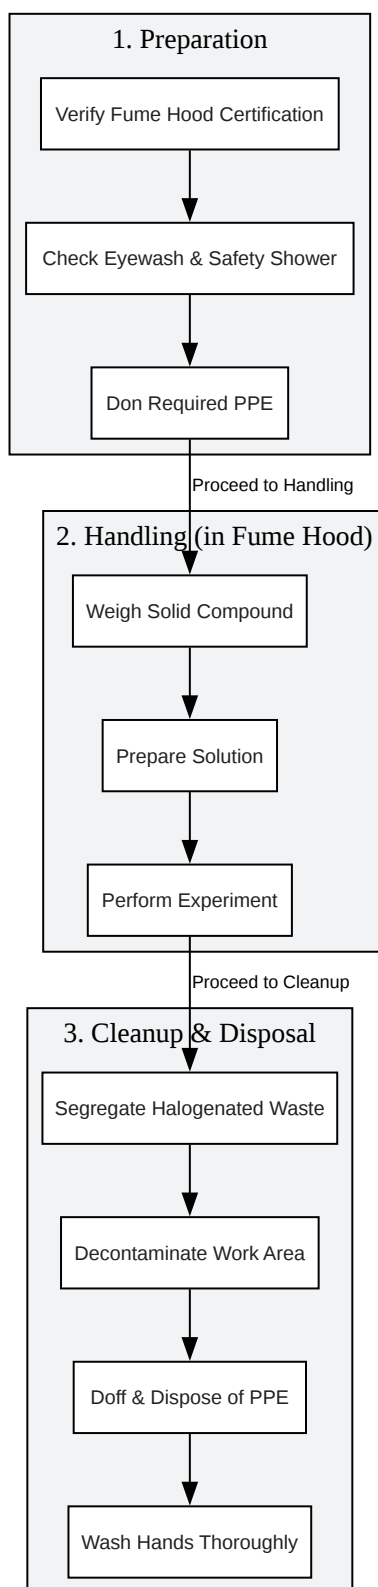 1. Preparation
Verify Fume Hood Certification
Check Eyewash & Safety Shower
Don Required PPE
Proceed to Handling
2. Handling (in Fume Hood)
Weigh Solid Compound
Prepare Solution
Perform Experiment
Proceed to Cleanup
3. Cleanup & Disposal
Segregate Halogenated Waste
Decontaminate Work Area
Doff & Dispose of PPE
Wash Hands Thoroughly